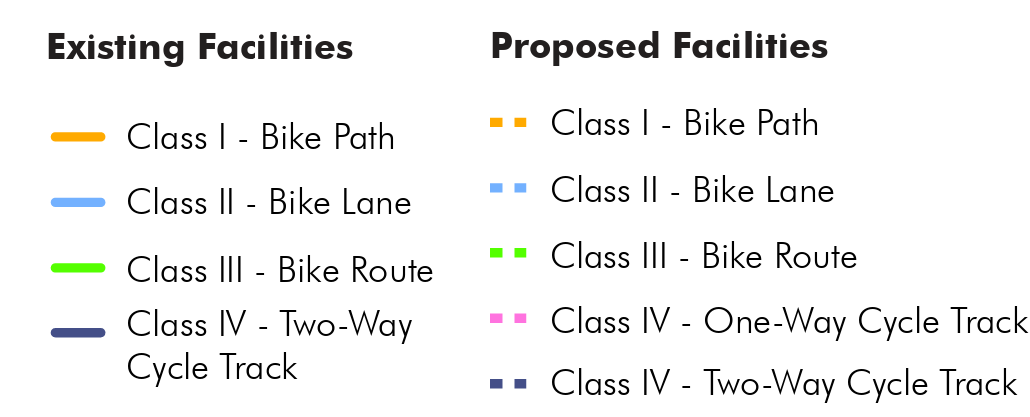 Existing Facilities
Class I - Bike Path
Class II - Bike Lane
Class III - Bike Route
Class IV - Two-Way
Cycle Track
Proposed Facilities
Class I - Bike Path
Class II - Bike Lane
Class III - Bike Route
Class IV - One-Way Cycle Track
Class IV - Two-Way Cycle Track